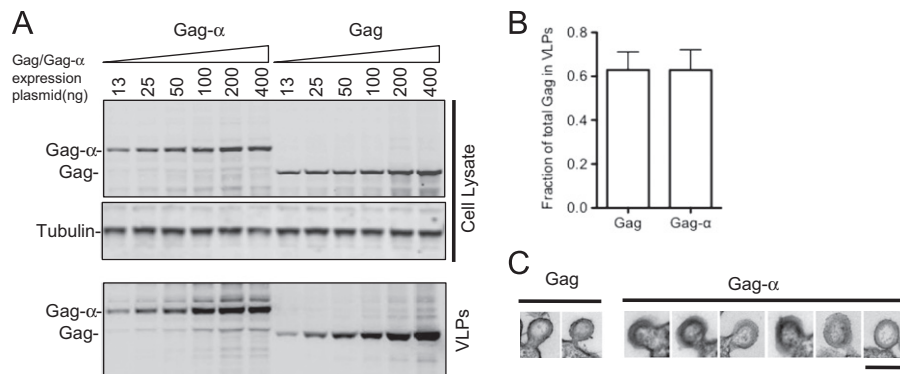 A
Gag-α Gag
Gag/Gag-α
expression
plasmid(ng)
13 25 50 100 200 400 13 25 50 100 200 400
Gag-α-
Gag-
Tubulin-
Cell Lysate
Gag-α-
Gag-
VLPs
B
Fraction of total Gag in VLPs
0.8
0.6
0.4
0.2
0.0
Gag Gag-α
C
Gag Gag-α